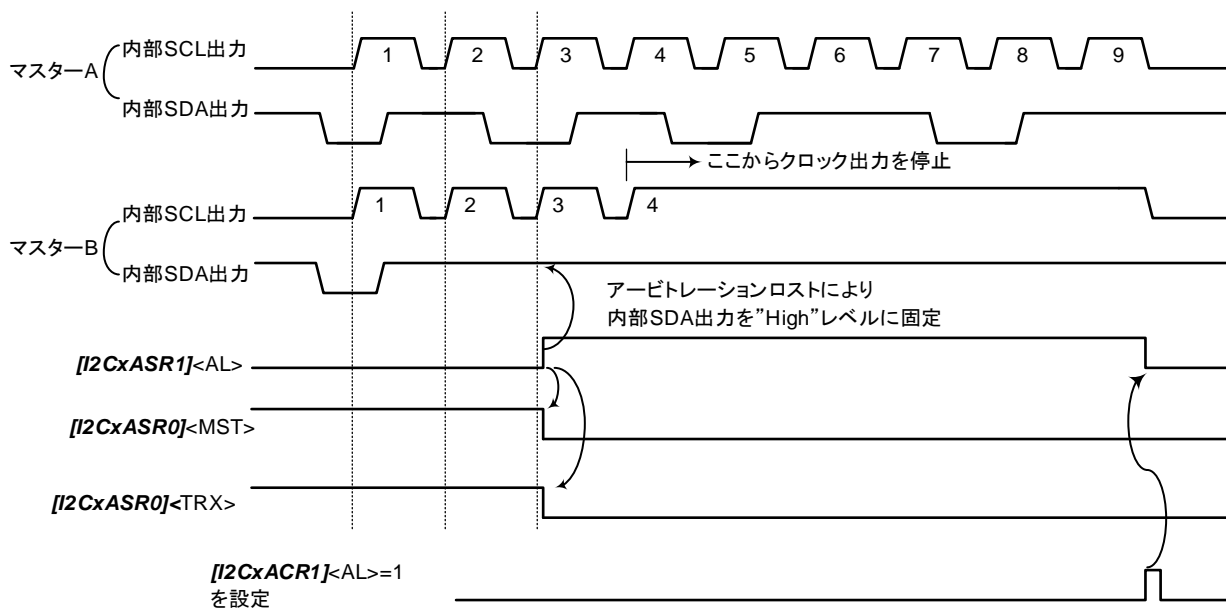 マスターA
内部SCL出力
1 2 3 4 5 6 7 8 9
内部SDA出力
ここからクロック出力を停止
マスターB
内部SCL出力
1 2 3 4
内部SDA出力
アービトレーションロストにより
内部SDA出力を"High"レベルに固定
[I2CxASR1]<AL>
[I2CxASR0]<MST>
[I2CxASR0]<TRX>
[I2CxACR1]<AL>=1
を設定